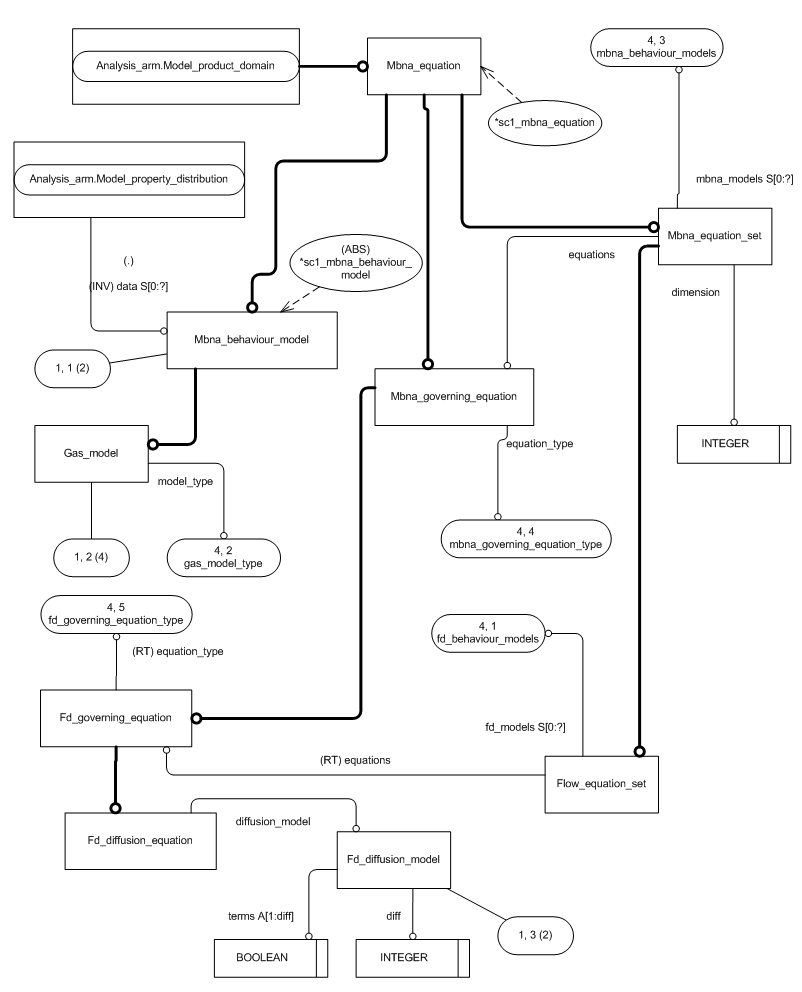 4, 3
mbna_behaviour_models
Analysis_arm.Model_product_domain
Mbna_equation
*sc1_mbna_equation
Analysis_arm.Model_property_distribution
mbna_models S[0:?]
Mbna_equation_set
(.)
(INV) data S[0:?]
(ABS)
*sc1_mbna_behaviour_
model
equations
dimension
Mbna_behaviour_model
1, 1 (2)
Mbna_governing_equation
INTEGER
Gas_model
equation_type
model_type
1, 2 (4)
4, 2
gas_model_type
4, 4
mbna_governing_equation_type
4, 5
fd_governing_equation_type
(RT) equation_type
4, 1
fd_behaviour_models
Fd_governing_equation
fd_models S[0:?]
(RT) equations
Flow_equation_set
Fd_diffusion_equation
diffusion_model
Fd_diffusion_model
terms A[1:diff]
diff
1, 3 (2)
BOOLEAN
INTEGER